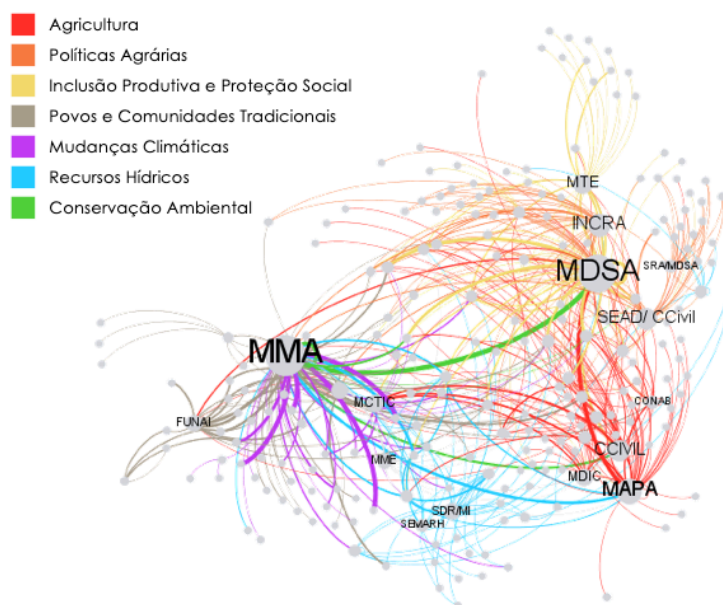 Agricultura
Políticas Agrárias
Inclusão Produtiva e Proteção Social
Povos e Comunidades Tradicionais
Mudanças Climáticas
Recursos Hídricos
Conservação Ambiental
MTE
INCRA
MDSA
SRA/MDSA
SEAD/ CCivil
MMA
MCTIC
CONAB
FUNAI
CCIVIL
MME
MDIC
MAPA
SDR/MI
SEMARH